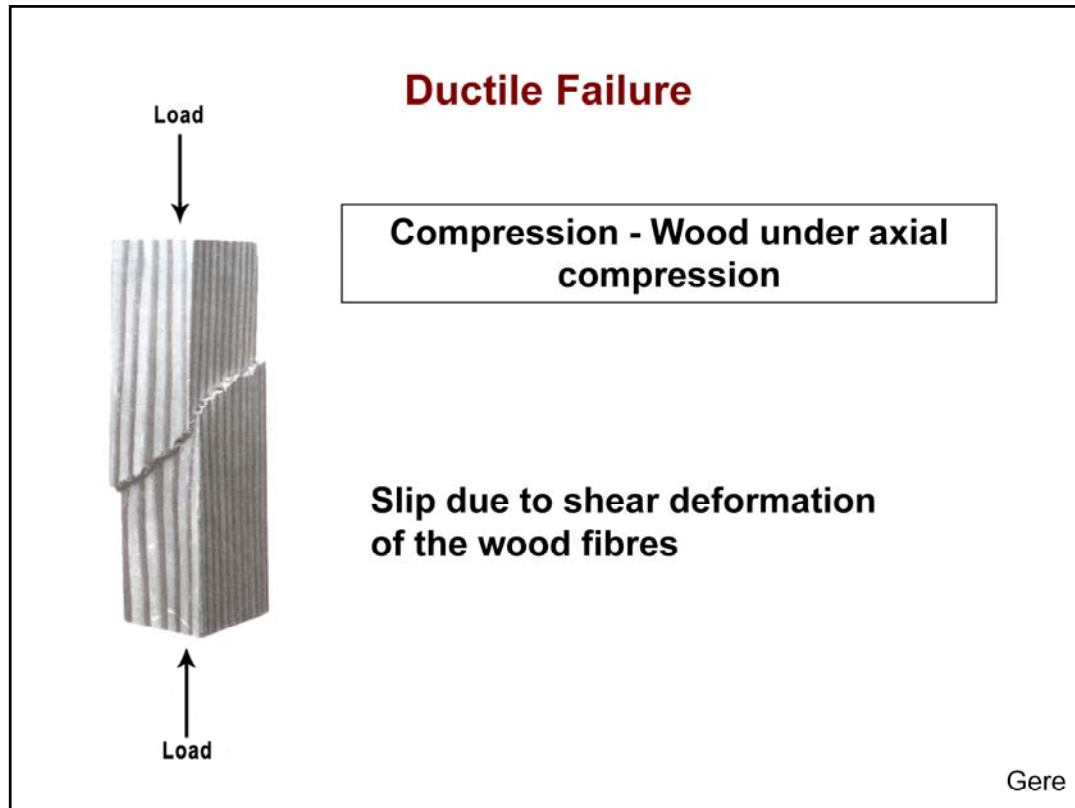 Ductile Failure
Load
Compression - Wood under axial
compression
Slip due to shear deformation
of the wood fibres
Load
Gere